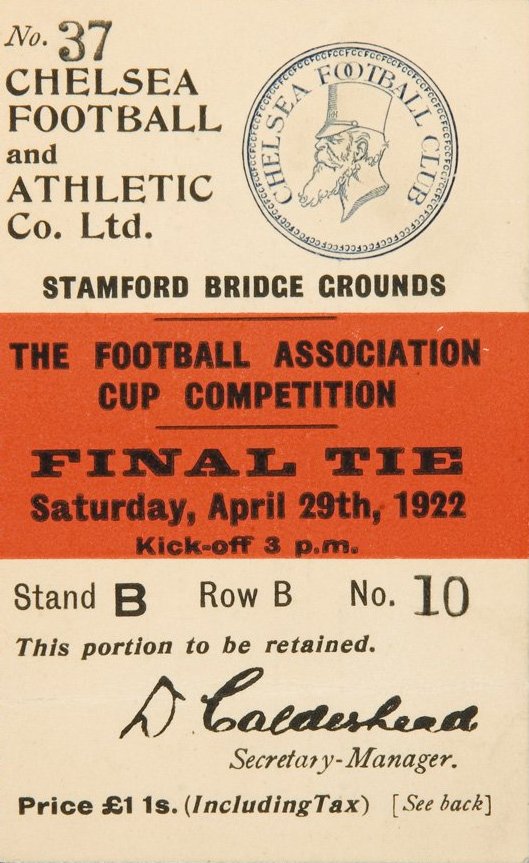 No. 37
CHELSEA
FOOTBALL
and
ATHLETIC
Co. Ltd.
CHELSEA FOOTBALL CLUB
STAMFORD BRIDGE GROUNDS
THE FOOTBALL ASSOCIATION
CUP COMPETITION
FINAL TIE
Saturday, April 29th, 1922
Kick-off 3 p.m.
Stand B Row B No. 10
This portion to be retained.
D Calderhead
Secretary-Manager.
Price £1 1s. (Including Tax) [See back]